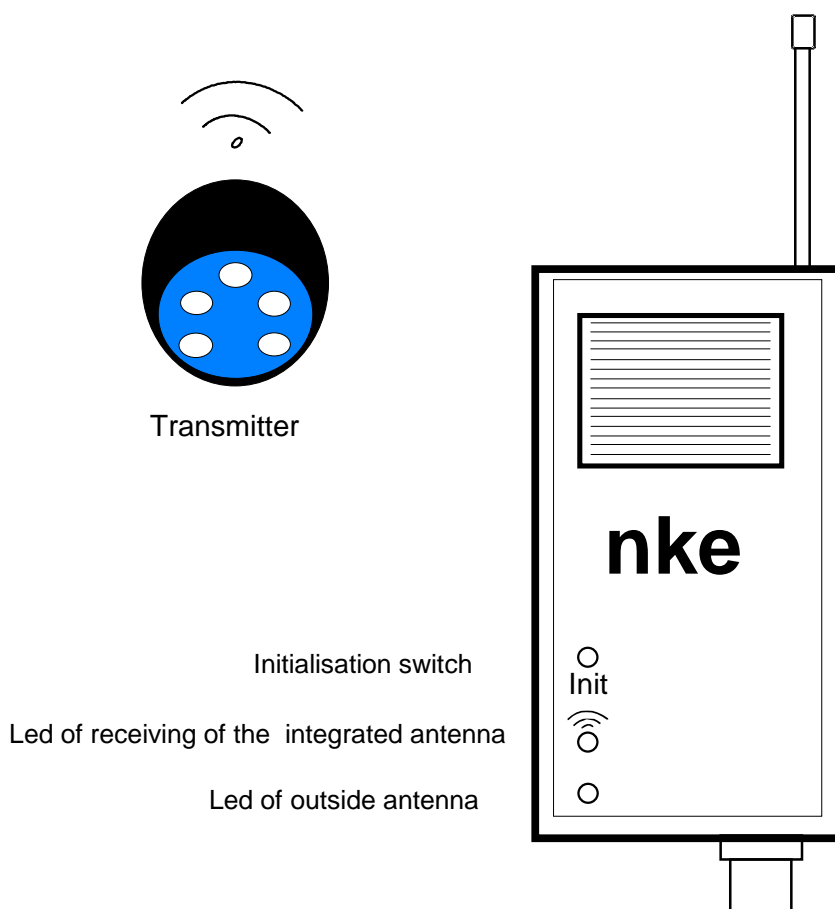 Transmitter
nke
Initialisation switch
Init
Led of receiving of the  integrated antenna
Led of outside antenna